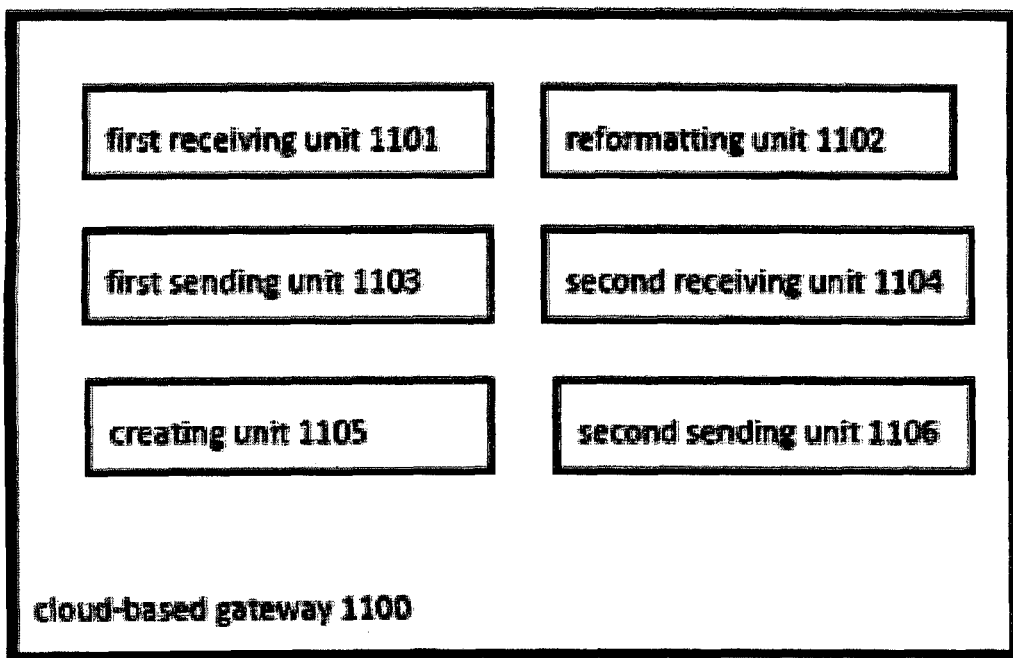 first receiving unit 1101
reformatting unit 1102
first sending unit 1103
second receiving unit 1104
creating unit 1105
second sending unit 1106
cloud-based gateway 1100